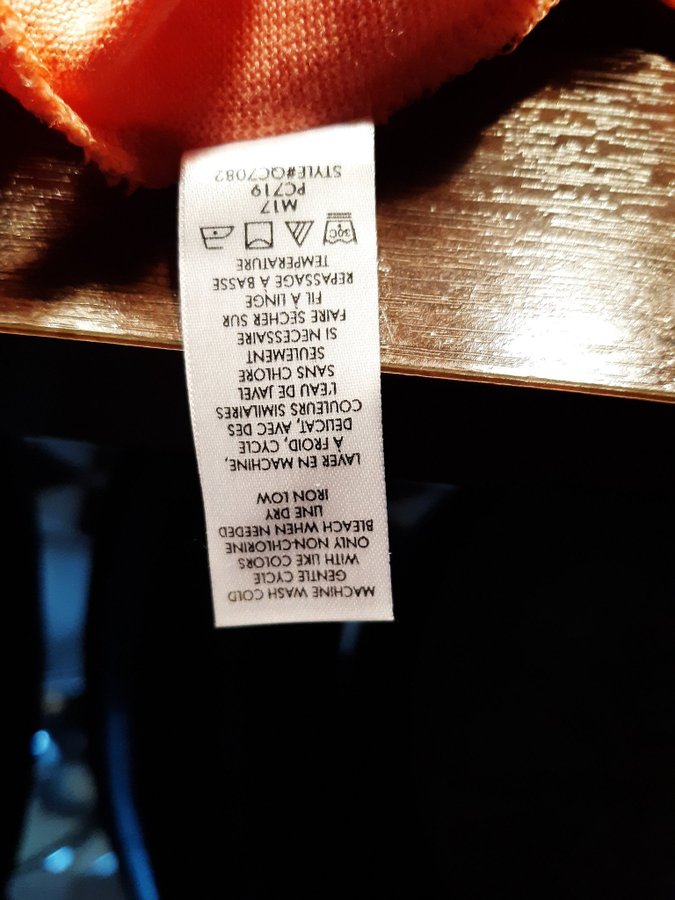 MACHINE WASH COLD
GENTLE CYCLE
WITH LIKE COLORS
ONLY NON-CHLORINE
BLEACH WHEN NEEDED
LINE DRY
IRON LOW
LAVER EN MACHINE,
À FROID, CYCLE
DELICAT, AVEC DES
COULEURS SIMILAIRES
L'EAU DE JAVEL
SANS CHLORE
SEULEMENT
SI NECESSAIRE
FAIRE SÉCHER SUR
FIL À LINGE
REPASSAGE À BASSE
TEMPERATURE
30C
M17
PC719
STYLE#QC7082